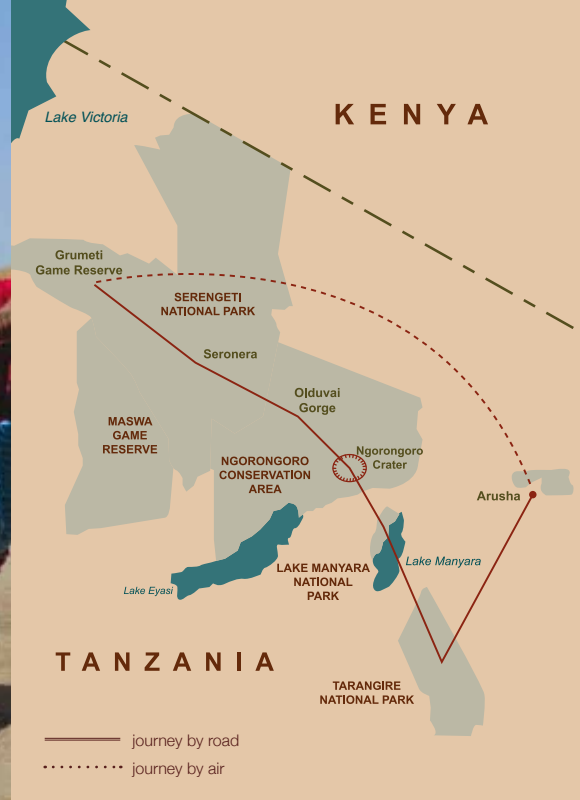 KENYA
Lake Victoria
Grumeti
Game Reserve
SERENGETI
NATIONAL PARK
Seronera
Olduvai
Gorge
MASWA
GAME
RESERVE
Ngorongoro
Crater
NGORONGORO
CONSERVATION
AREA
Arusha
Lake Manyara
LAKE MANYARA
NATIONAL
PARK
Lake Eyasi
TANZANIA
TARANGIRE
NATIONAL PARK
journey by road
journey by air